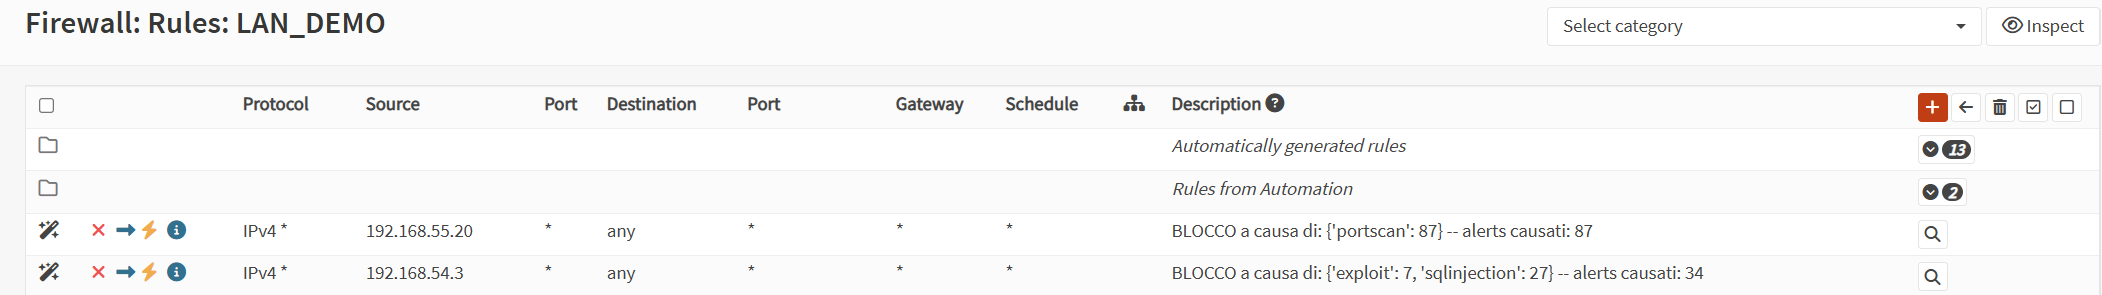 Firewall: Rules: LAN_DEMO
Select category
Inspect
Protocol Source Port Destination Port Gateway Schedule Description ?
Automatically generated rules 13
Rules from Automation 2
IPv4 * 192.168.55.20 * any * * * BLOCCO a causa di: {'portscan': 87} -- alerts causati: 87
IPv4 * 192.168.54.3 * any * * * BLOCCO a causa di: {'exploit': 7, 'sqlinjection': 27} -- alerts causati: 34